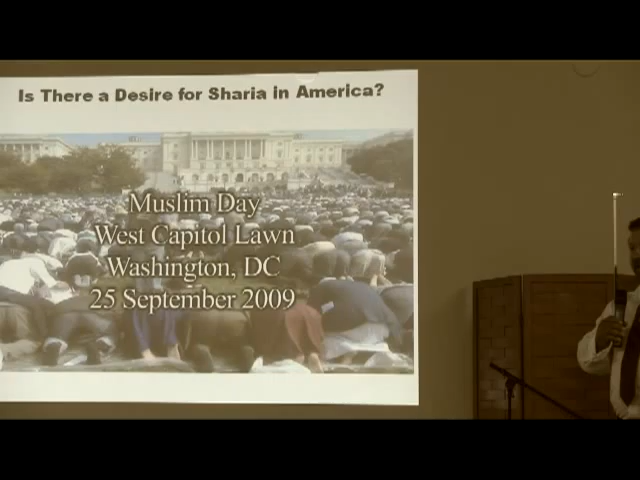 Is There a Desire for Sharia in America?
Muslim Day
West Capitol Lawn
Washington, DC
25 September 2009